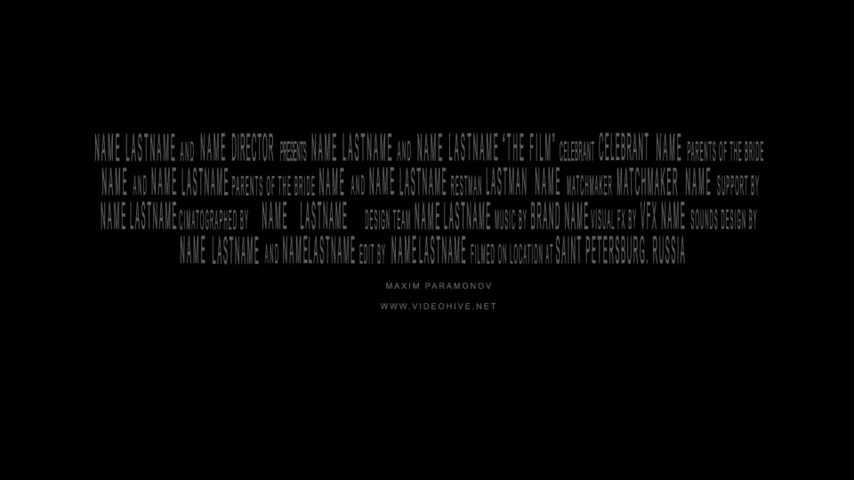 NAME LASTNAME AND NAME DIRECTOR PRESENTS NAME LASTNAME AND NAME LASTNAME "THE FILM" CELEBRANT CELEBRANT NAME PARENTS OF THE BRIDE
NAME AND NAME LASTNAME PARENTS OF THE BRIDE NAME AND NAME LASTNAME RESTMAN LASTMAN NAME MATCHMAKER MATCHMAKER NAME SUPPORT BY
NAME LASTNAME CIMATOGRAPHED BY NAME LASTNAME DESIGN TEAM NAME LASTNAME MUSIC BY BRAND NAME VISUAL FX BY VFX NAME SOUNDS DESIGN BY
NAME LASTNAME AND NAMELASTNAME EDIT BY NAMELASTNAME FILMED ON LOCATION AT SAINT PETERSBURG. RUSSIA
MAXIM PARAMONOV
WWW.VIDEOHIVE.NET